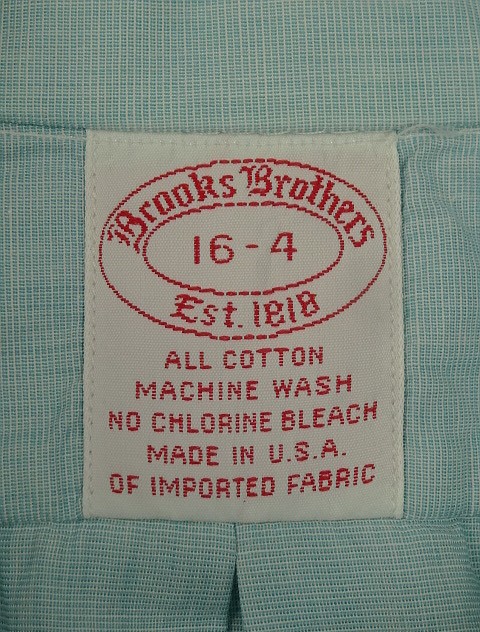 Brooks Brothers
16-4
Est. 1818
ALL COTTON
MACHINE WASH
NO CHLORINE BLEACH
MADE IN U.S.A.
OF IMPORTED FABRIC